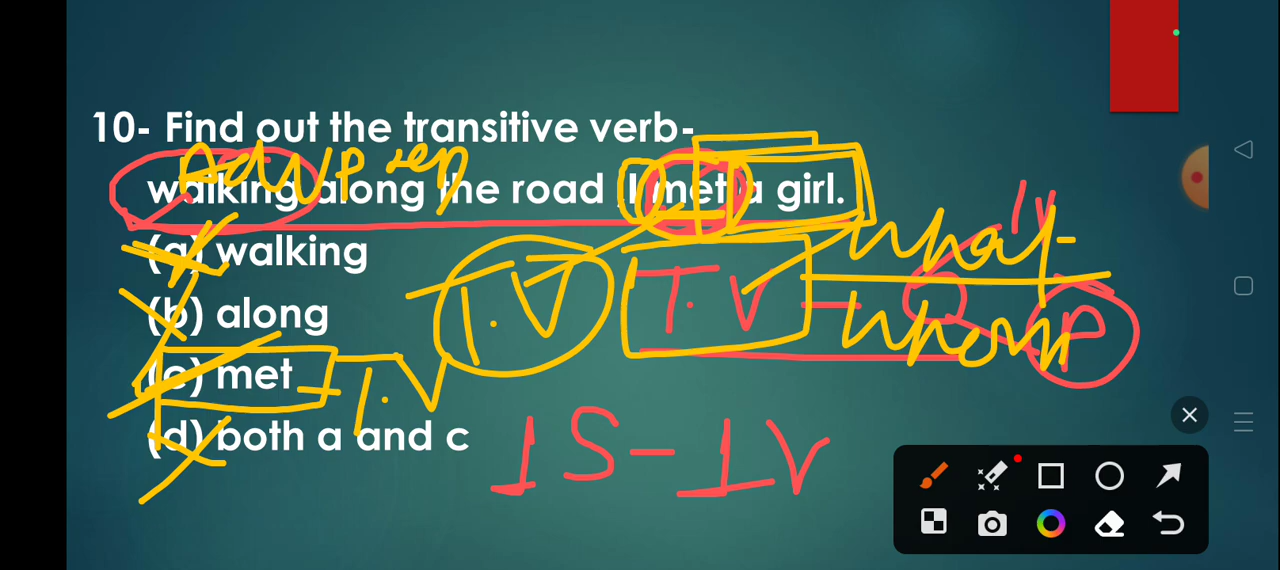 10- Find out the transitive verb-
walking along the road I met a girl.
(a) walking
(b) along
(c) met
(d) both a and c
T.V
T.V
T.V
what
whom
1S-1V